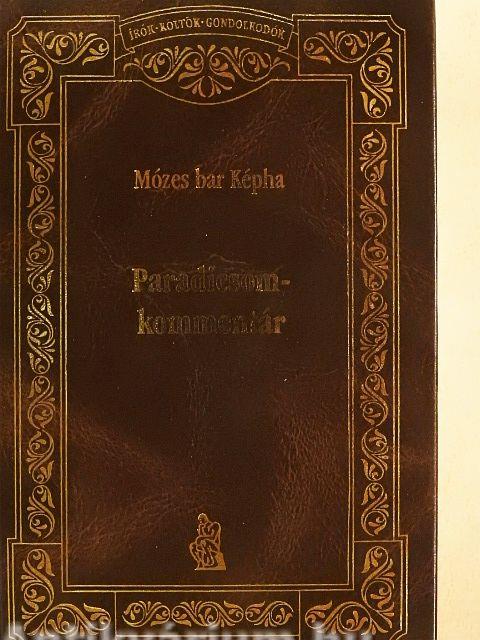 ÍRÓK · KÖLTŐK · GONDOLKODÓK
Mózes bar Képha
Paradicsom-
kommentár